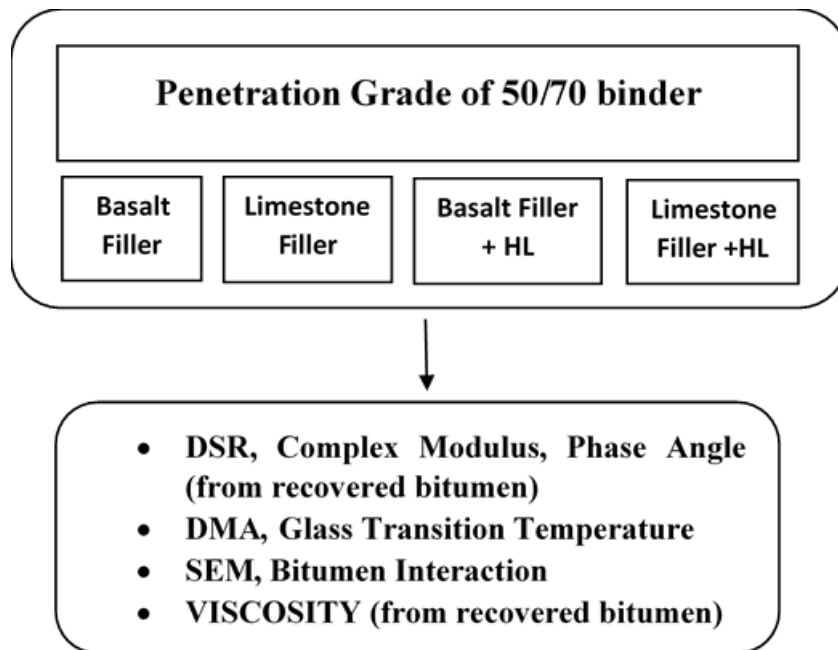 Penetration Grade of 50/70 binder
Basalt
Filler
Limestone
Filler
Basalt Filler
+ HL
Limestone
Filler +HL
• DSR, Complex Modulus, Phase Angle
(from recovered bitumen)
• DMA, Glass Transition Temperature
• SEM, Bitumen Interaction
• VISCOSITY (from recovered bitumen)